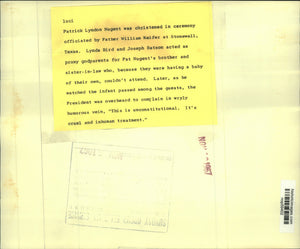 luci
Patrick Lyndon Nugent was christened in ceremony
officiated by Father William Kaifer at Stonewall,
Texas. Lynda Bird and Joseph Batson acted as
proxy godparents for Pat Nugent's brother and
sister-in-law who, because they were having a baby
of their own, couldn't attend. Later, as he
watched the infant passed among the guests, the
President was overheard to complain in wryly
humorous vein, "This is unconstitutional. It's
cruel and inhuman treatment."
1967